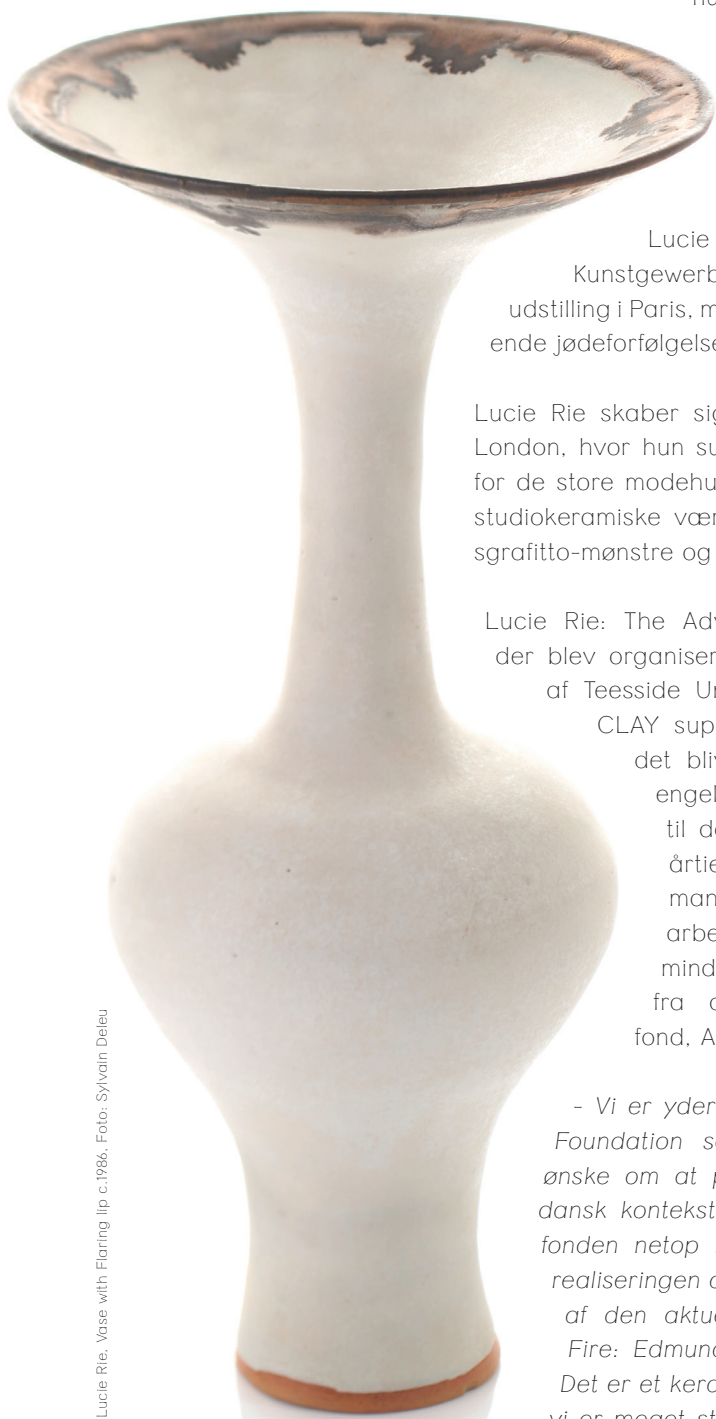 Lucie
Kunstgewerb
udstilling i Paris, m
ende jødeforfølgelse
Lucie Rie skaber sig
London, hvor hun su
for de store modehu
studiokeramiske vær
sgrafitto-mønstre og
Lucie Rie: The Adv
der blev organiser
af Teesside Un
CLAY sup
det bliv
engel
til de
årtie
man
arbe
mind
fra
fond, A
- Vi er yder
Foundation s
ønske om at p
dansk kontekst
fonden netop
realiseringen
af den aktu
Fire: Edmund
Det er et kera
vi er meget st
Lucie Rie, Vase with Flaring lip c.1986. Foto: Sylvain Deleu